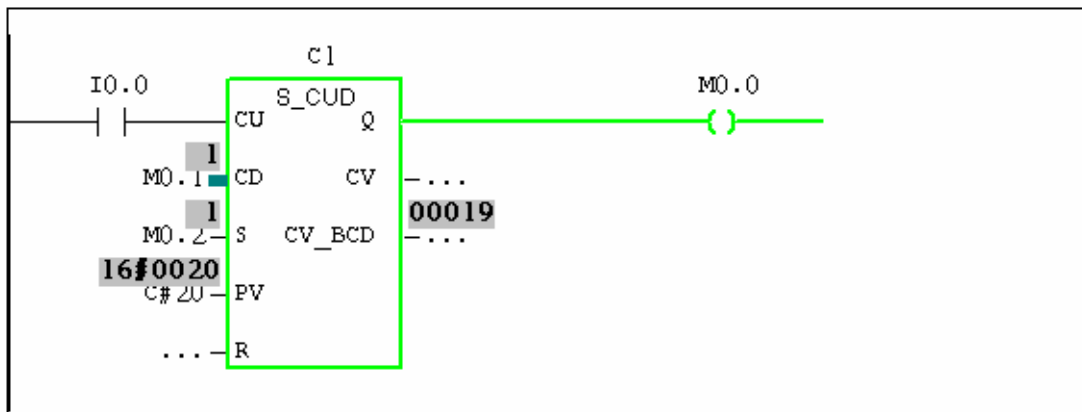 C1
I0.0
M0.0
S_CUD
CU
Q
1
M0.1
CD
CV
...
1
00019
M0.2
S
CV_BCD
...
16#0020
C#20
PV
...
R